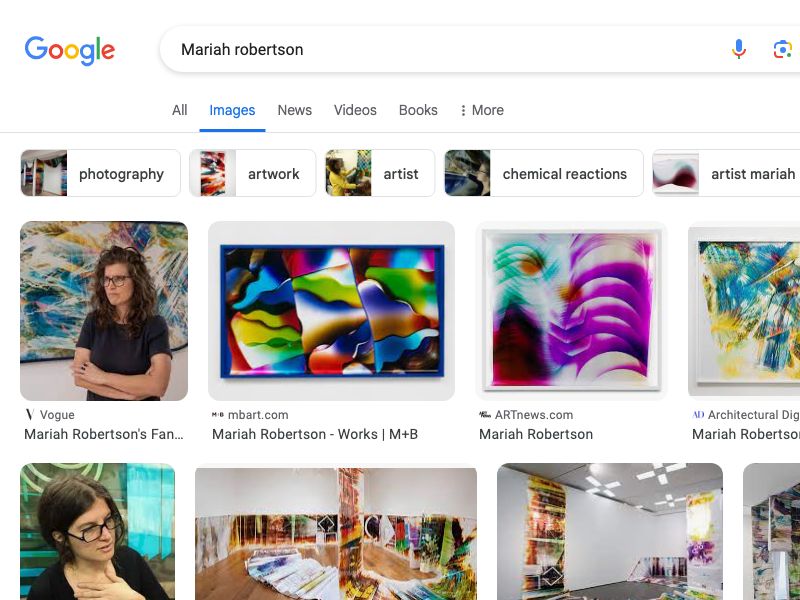 Google
Mariah robertson
All Images News Videos Books More
photography artwork artist chemical reactions artist mariah
Vogue
Mariah Robertson's Fan...
M+B mbart.com
Mariah Robertson - Works | M+B
ARTnews.com
Mariah Robertson
AD Architectural Dig
Mariah Robertso